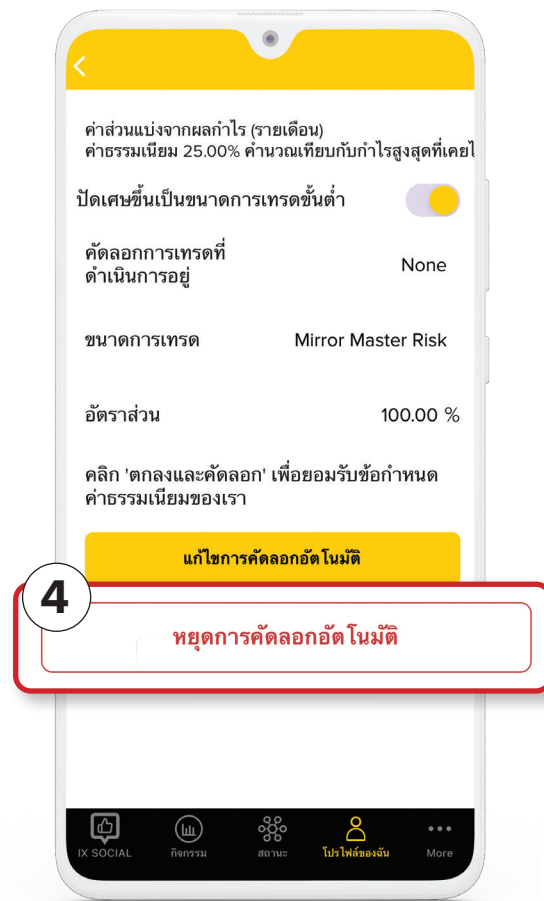 ค่าส่วนแบ่งจากผลกำไร (รายเดือน)
ค่าธรรมเนียม 25.00% คำนวณเทียบกับกำไรสูงสุดที่เคยไ
ปัดเศษขึ้นเป็นขนาดการเทรดขั้นต่ำ
คัดลอกการเทรดที่
ดำเนินการอยู่
None
ขนาดการเทรด
Mirror Master Risk
อัตราส่วน
100.00 %
คลิก 'ตกลงและคัดลอก' เพื่อยอมรับข้อกำหนด
ค่าธรรมเนียมของเรา
แก้ไขการคัดลอกอัตโนมัติ
4
หยุดการคัดลอกอัตโนมัติ
IX SOCIAL
กิจกรรม
สถานะ
โปรไฟล์ของฉัน
More